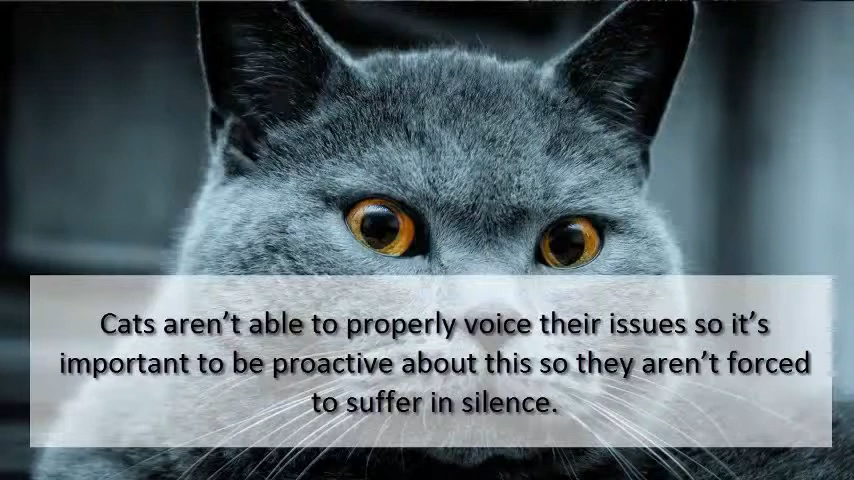 Cats aren’t able to properly voice their issues so it’s
important to be proactive about this so they aren’t forced
to suffer in silence.